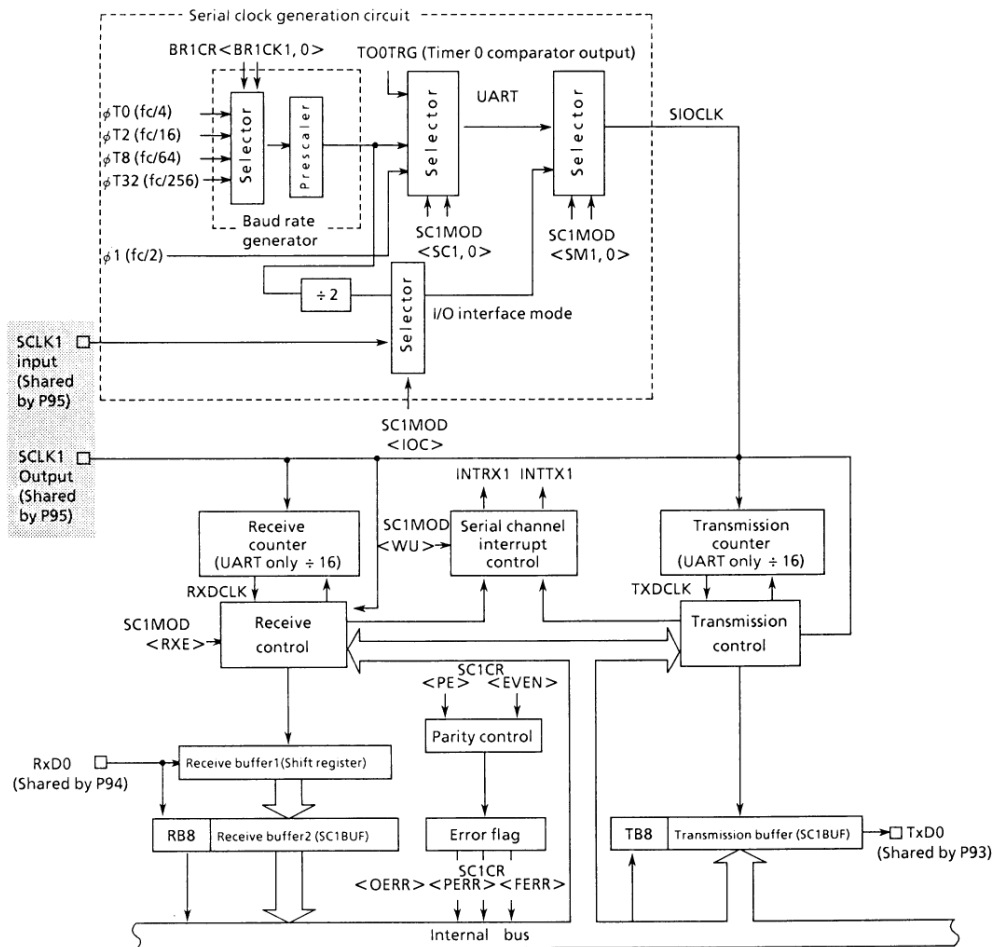 Serial clock generation circuit
BR1CR<BR1CK1, 0>
TO0TRG (Timer 0 comparator output)
UART
SIOCLK
φT0 (fc/4)
φT2 (fc/16)
φT8 (fc/64)
φT32 (fc/256)
Selector
Prescaler
Selector
Selector
Baud rate
generator
SC1MOD
<SC1, 0>
SC1MOD
<SM1, 0>
φ1 (fc/2)
÷ 2
Selector
I/O interface mode
SCLK1
input
(Shared
by P95)
SC1MOD
<IOC>
SCLK1
Output
(Shared
by P95)
INTRX1 INTTX1
Receive
counter
(UART only ÷ 16)
SC1MOD
<WU>
Serial channel
interrupt
control
Transmission
counter
(UART only ÷ 16)
RXDCLK
TXDCLK
SC1MOD
<RXE>
Receive
control
Transmission
control
SC1CR
<PE> <EVEN>
Parity control
RxD0
(Shared by P94)
Receive buffer1(Shift register)
RB8 Receive buffer2 (SC1BUF)
Error flag
TB8 Transmission buffer (SC1BUF)
TxD0
(Shared by P93)
SC1CR
<OERR> <PERR> <FERR>
Internal bus